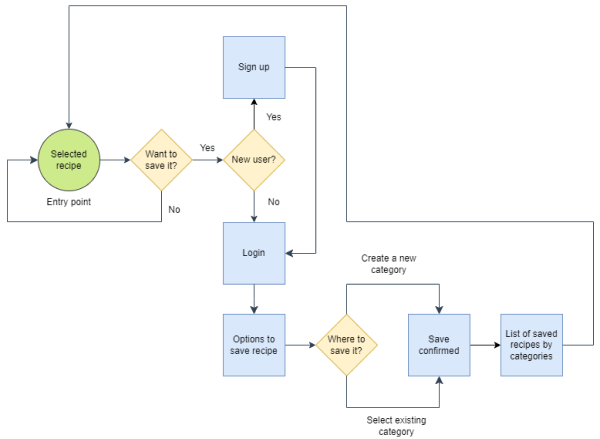 Sign up
Yes
Selected
recipe
Want to
save it?
Yes
New user?
Entry point
No
No
Login
Create a new
category
Options to
save recipe
Where to
save it?
Save
confirmed
List of saved
recipes by
categories
Select existing
category